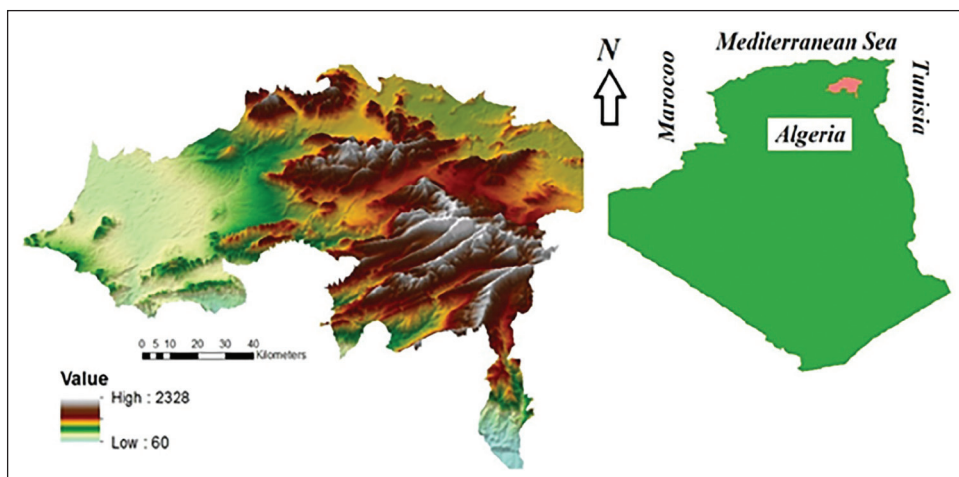 Mediterranean Sea
N
Marocoo
Tunisia
Algeria
0 5 10 20 30 40
Kilometers
Value
High : 2328
Low : 60